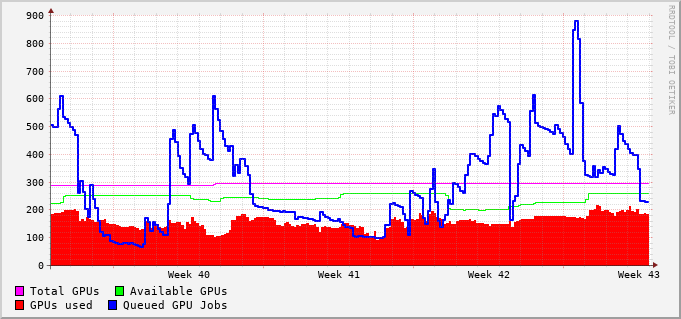 900
800
700
600
500
400
300
200
100
0
Week 40 Week 41 Week 42 Week 43
Total GPUs Available GPUs
GPUs used Queued GPU Jobs
RRDTOOL / TOBI OETIKER